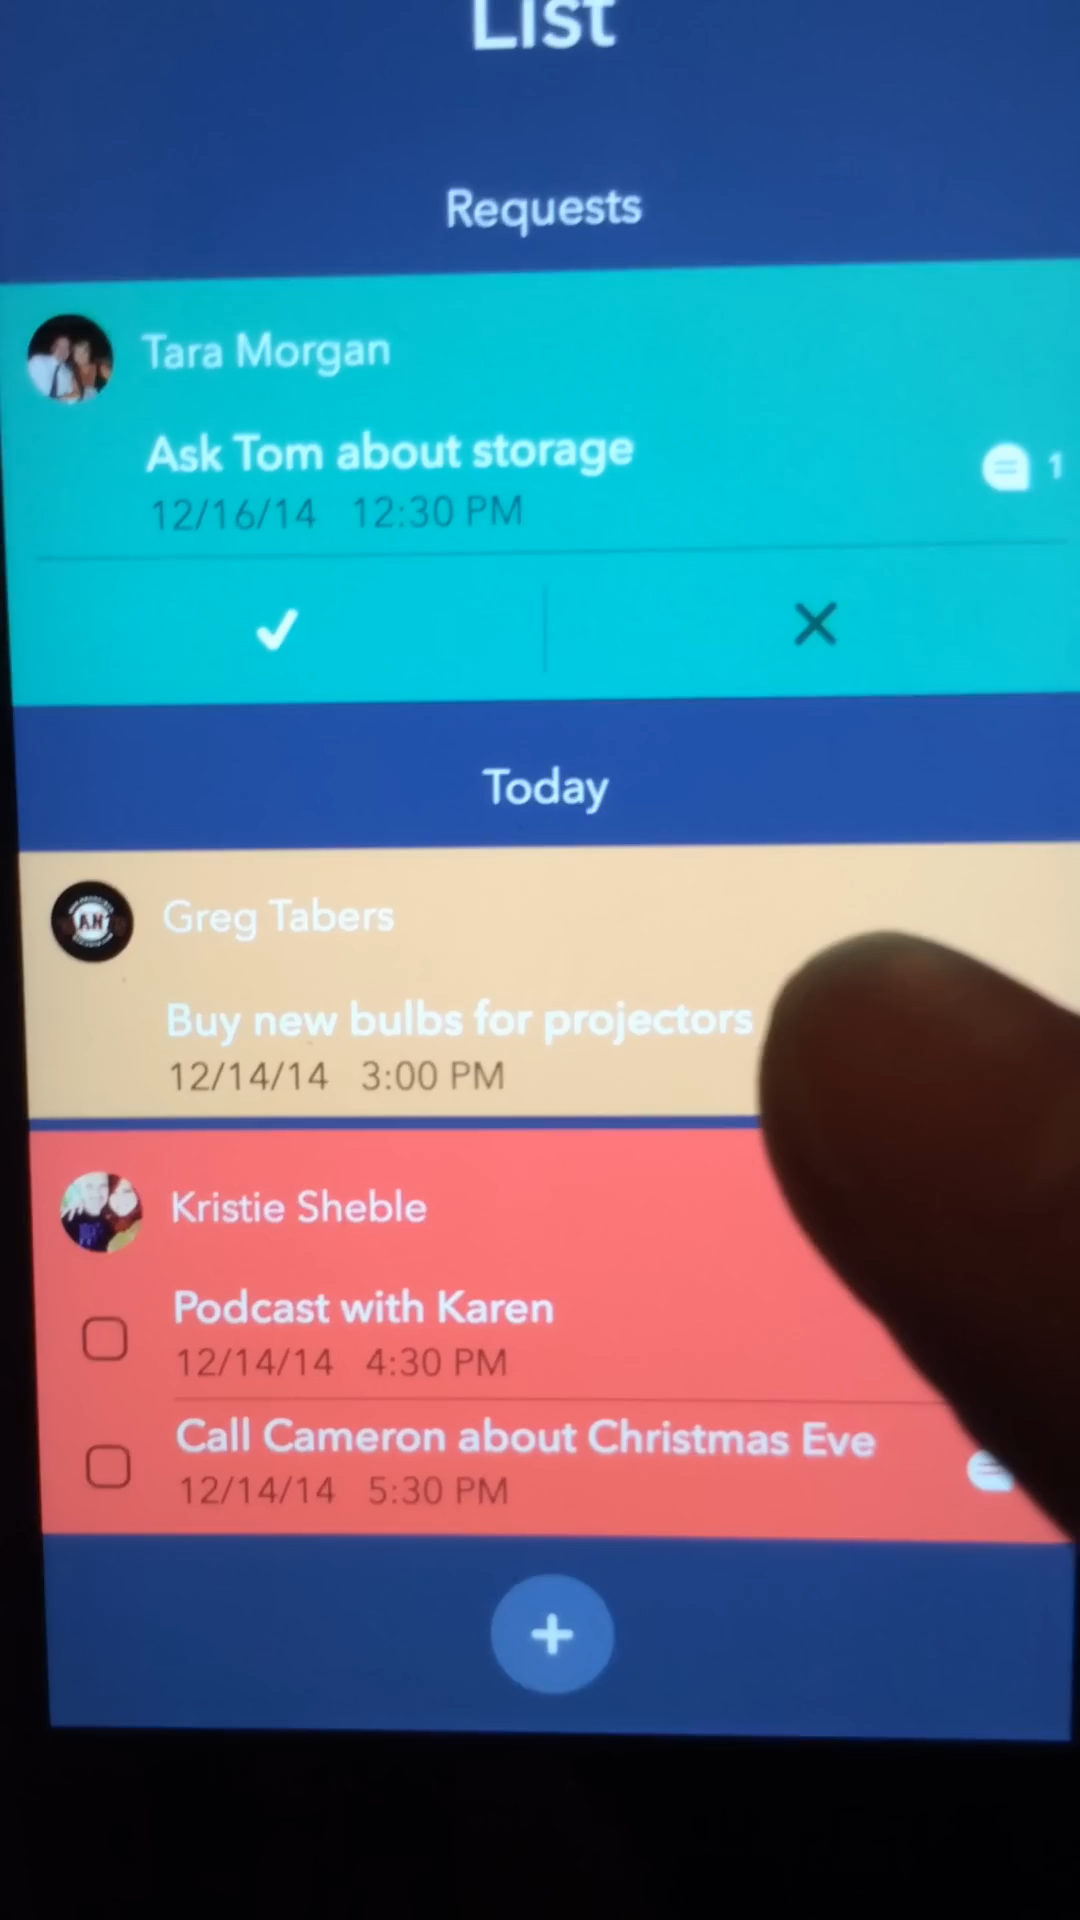 List
Requests
Tara Morgan
Ask Tom about storage
1
12/16/14 12:30 PM
Today
Greg Tabers
Buy new bulbs for projectors
12/14/14 3:00 PM
Kristie Sheble
Podcast with Karen
12/14/14 4:30 PM
Call Cameron about Christmas Eve
12/14/14 5:30 PM